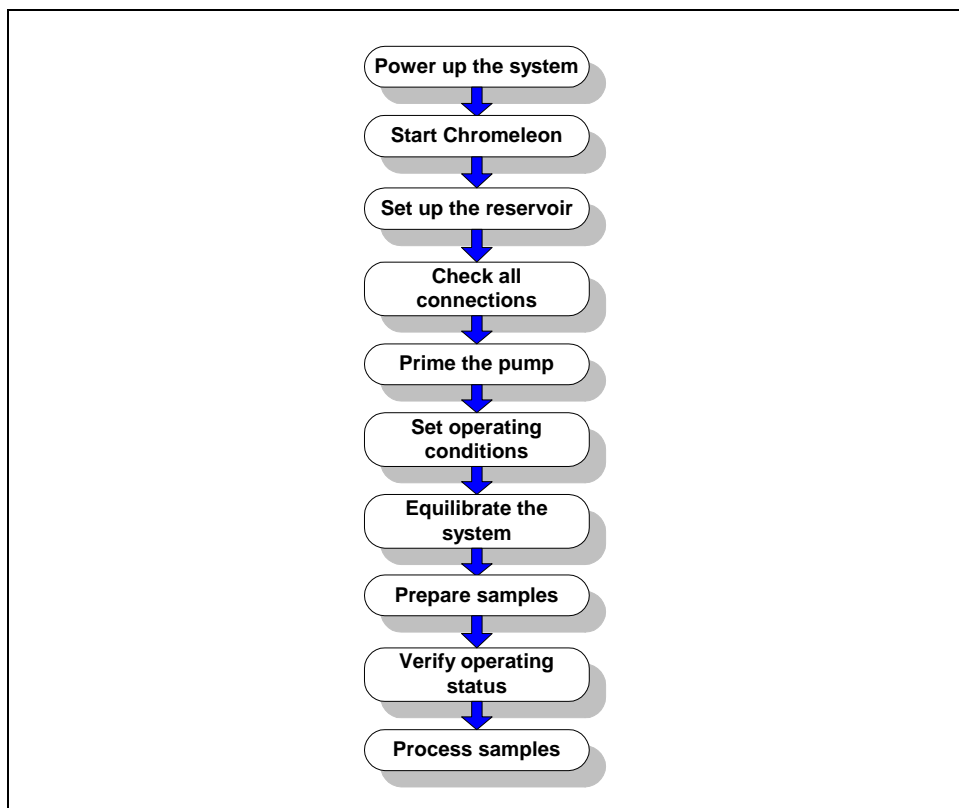 Power up the system
Start Chromeleon
Set up the reservoir
Check all
connections
Prime the pump
Set operating
conditions
Equilibrate the
system
Prepare samples
Verify operating
status
Process samples